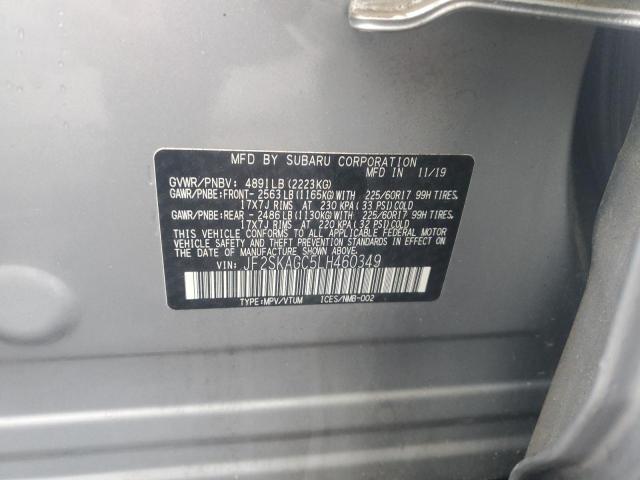 MFD BY SUBARU CORPORATION MFD IN 11/19
GVWR/PNBV: 4891LB (2223KG)
GAWR/PNBE:FRONT- 2563LB (1165KG)WITH 225/60R17 99H TIRES,
17X7J RIMS AT 230 KPA (33 PSI)COLD
GAWR/PNBE:REAR - 2486LB (1130KG)WITH 225/60R17 99H TIRES,
17X7J RIMS AT 220 KPA (32 PSI)COLD
THIS VEHICLE CONFORMS TO ALL APPLICABLE
U.S. FEDERAL MOTOR VEHICLE SAFETY AND
THEFT PREVENTION STANDARDS IN EFFECT ON THE
DATE OF MANUFACTURE SHOWN ABOVE.
VIN: JF2SKAGC5LH460349
TYPE:MPV/VTUM ICES/NMB-002